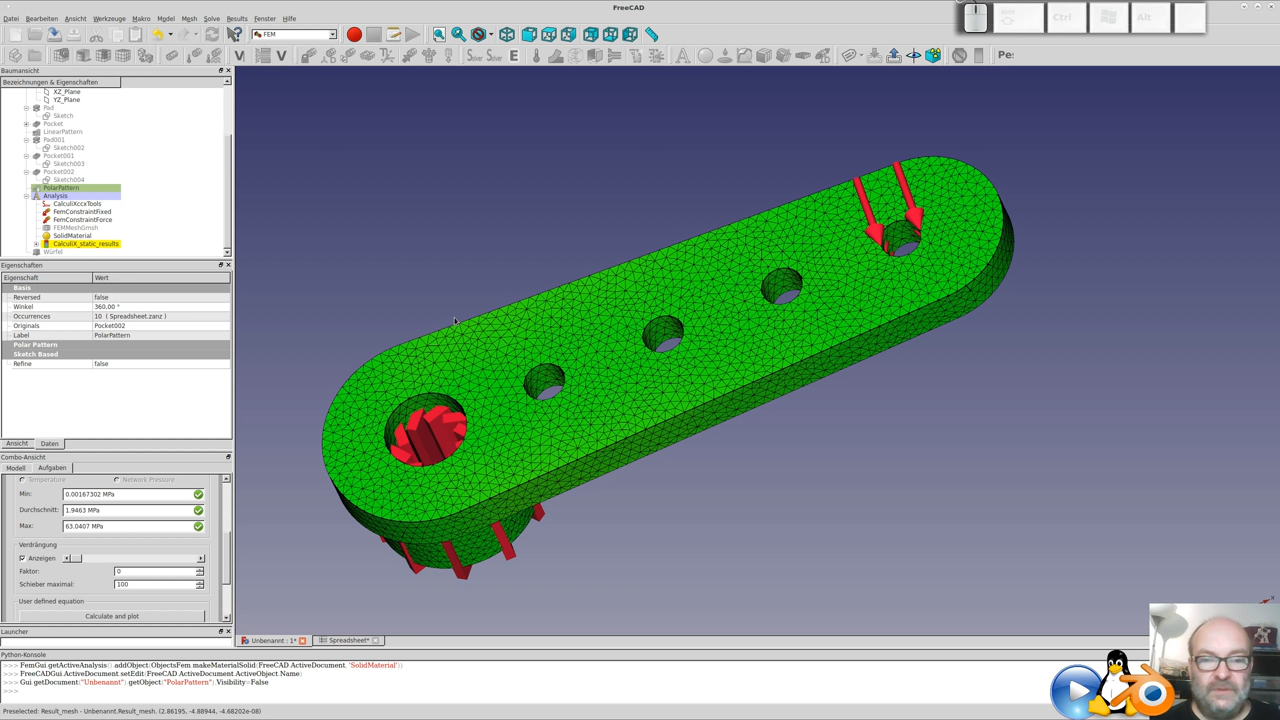 FreeCAD
Datei Bearbeiten Ansicht Werkzeuge Makro Model Mesh Solve Results Fenster Hilfe
FEM
Ctrl
Alt
Solver Solver E
Pe:
Baumansicht
Bezeichnungen & Eigenschaften
XZ_Plane
YZ_Plane
Pad
Sketch
Pocket
LinearPattern
Pad001
Sketch002
Pocket001
Sketch003
Pocket002
Sketch004
PolarPattern
Analysis
CalculiXccxTools
FemConstraintFixed
FemConstraintForce
FEMMeshGmsh
SolidMaterial
CalculiX_static_results
Würfel
Eigenschaften
Eigenschaft Wert
Basis
Reversed false
Winkel 360,00 °
Occurrences 10 ( Spreadsheet.zanz )
Originals Pocket002
Label PolarPattern
Polar Pattern
Sketch Based
Refine false
Ansicht Daten
Combo-Ansicht
Modell Aufgaben
Temperature Network Pressure
Min: 0.00167302 MPa
Durchschnitt: 1.9463 MPa
Max: 63.0407 MPa
Verdrängung
Anzeigen
Faktor: 0
Schieber maximal: 100
User defined equation
Calculate and plot
Launcher
Unbenannt : 1* Spreadsheet*
Python-Konsole
>>> FemGui.getActiveAnalysis().addObject(ObjectsFem.makeMaterialSolid(FreeCAD.ActiveDocument, 'SolidMaterial'))
>>> FreeCADGui.ActiveDocument.setEdit(FreeCAD.ActiveDocument.ActiveObject.Name)
>>> Gui.getDocument("Unbenannt").getObject("PolarPattern").Visibility=False
>>>
Preselected: Result_mesh - Unbenannt.Result_mesh. (2.86195, -4.88944, -4.68202e-08)